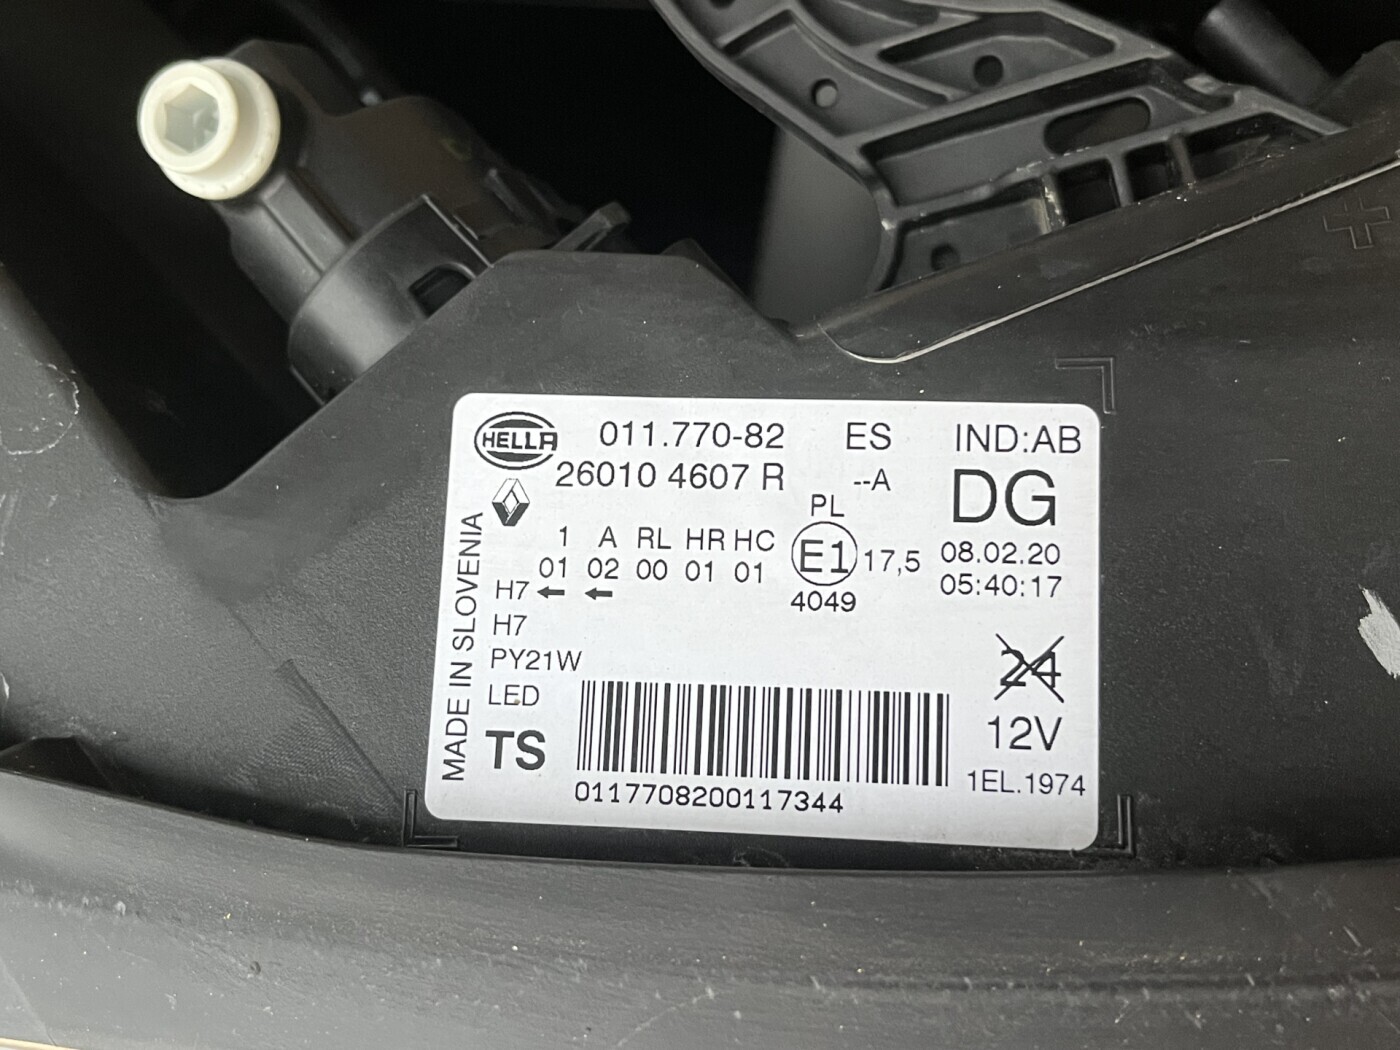 HELLA 011.770-82 ES IND:AB
26010 4607 R --A DG
PL
1 A RL HR HC E1 17,5 08.02.20
01 02 00 01 01 4049 05:40:17
H7 ← ←
H7
PY21W 24
LED
TS 12V
1EL.1974
0117708200117344
MADE IN SLOVENIA